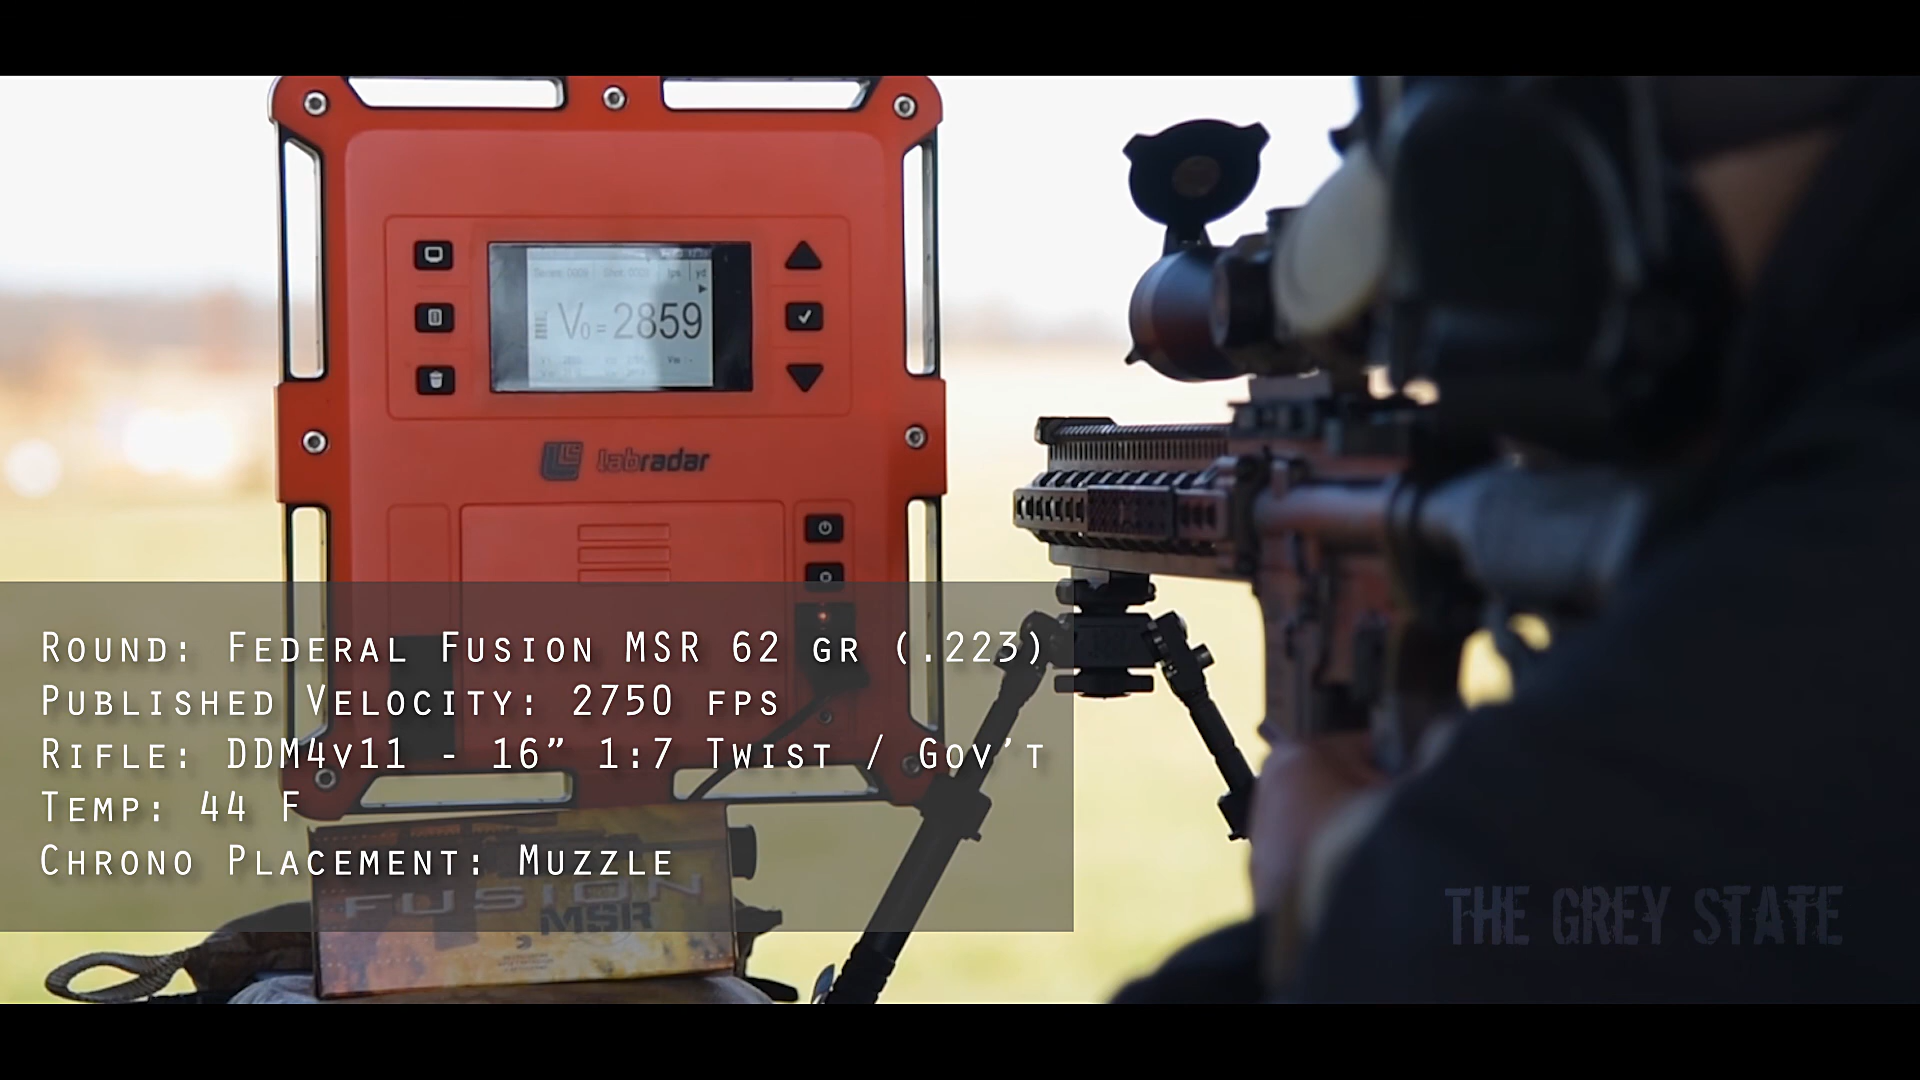 V0 = 2859
labradar
Round: Federal Fusion MSR 62 gr (.223)
Published Velocity: 2750 fps
Rifle: DDM4v11 - 16” 1:7 Twist / Gov't
Temp: 44 F
Chrono Placement: Muzzle
FUSION
MSR
THE GREY STATE